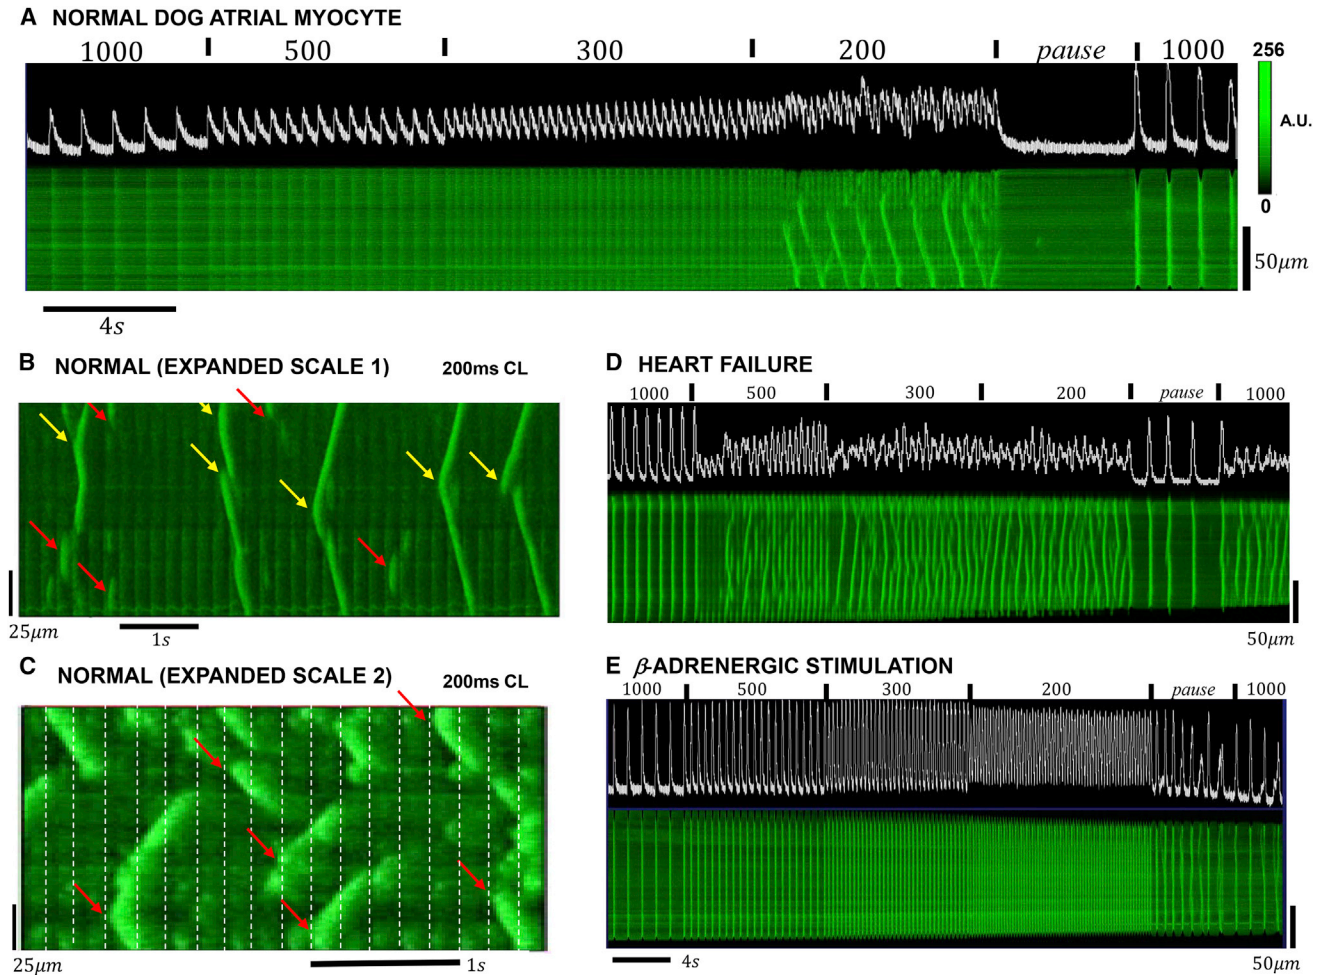 A NORMAL DOG ATRIAL MYOCYTE
1000 500 300 200 pause 1000
256
A.U.
0
50μm
4s
B NORMAL (EXPANDED SCALE 1) 200ms CL
25μm
1s
C NORMAL (EXPANDED SCALE 2) 200ms CL
25μm
1s
D HEART FAILURE
1000 500 300 200 pause 1000
50μm
E β-ADRENERGIC STIMULATION
1000 500 300 200 pause 1000
4s
50μm